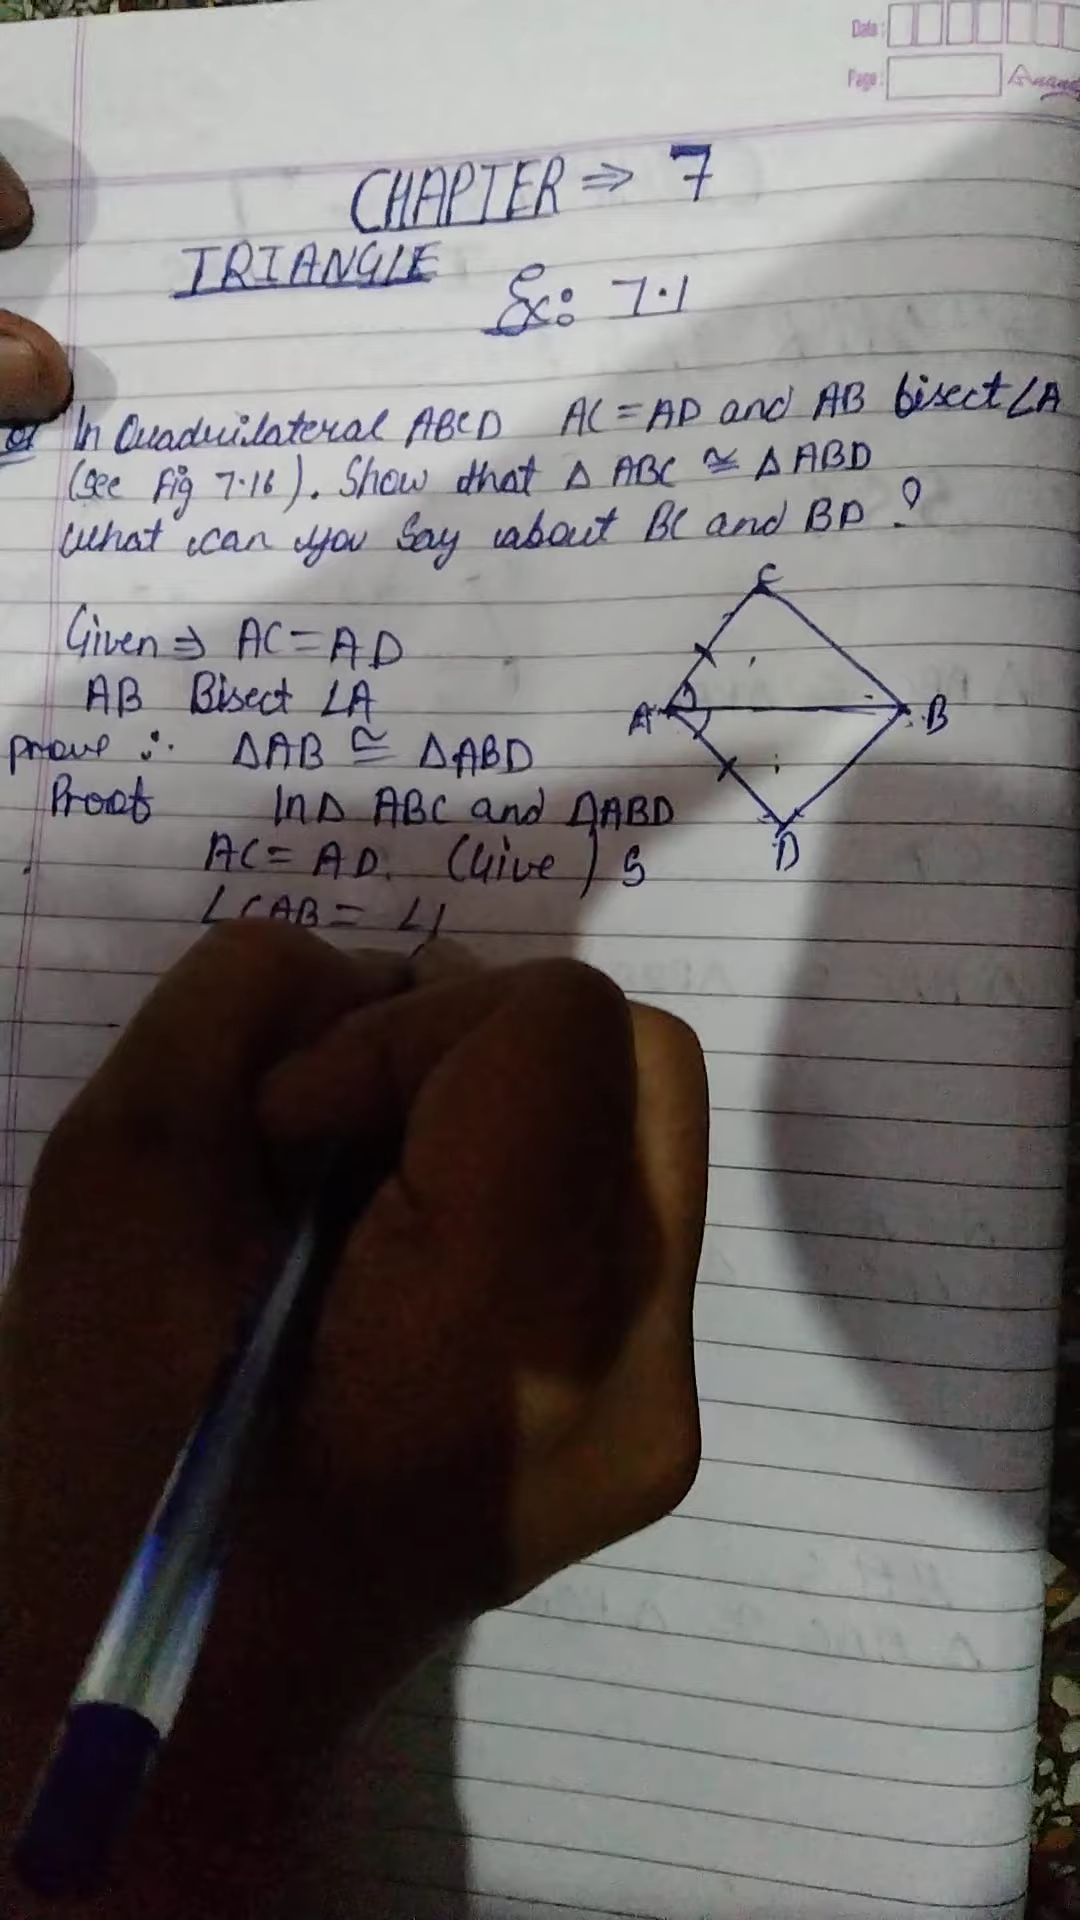 Date:
Page:
CHAPTER ⇒ 7
TRIANGLE
Ex: 7.1
In Quadrilateral ABCD AC = AD and AB bisect ∠A
(see Fig 7.16). Show that △ ABC ≅ △ ABD
what can you Say about BC and BD ?
Given ⇒ AC = AD
AB Bisect ∠A
prove ∴ △AB ≅ △ABD
Proof In△ ABC and △ABD
AC = AD. (Give) S
∠CAB = ∠
C
A
B
D